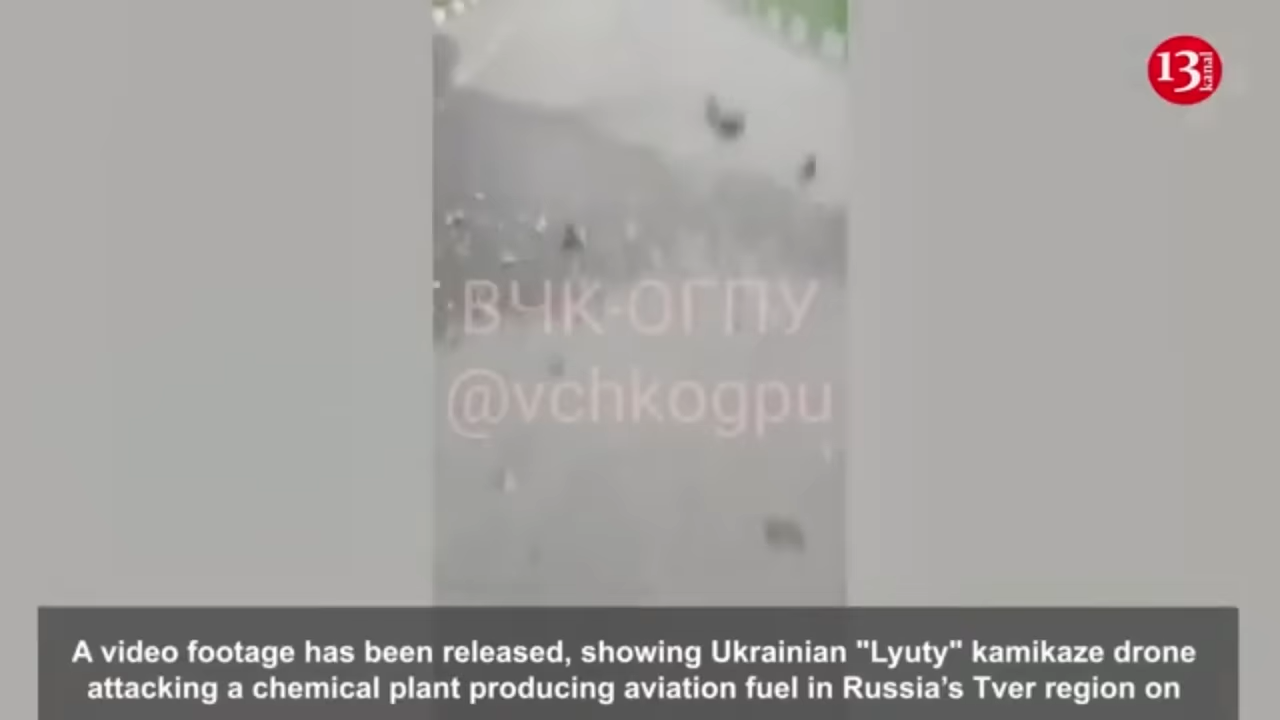 13 kanal
ВЧК-ОГПУ
@vchkogpu
A video footage has been released, showing Ukrainian "Lyuty" kamikaze drone
attacking a chemical plant producing aviation fuel in Russia’s Tver region on